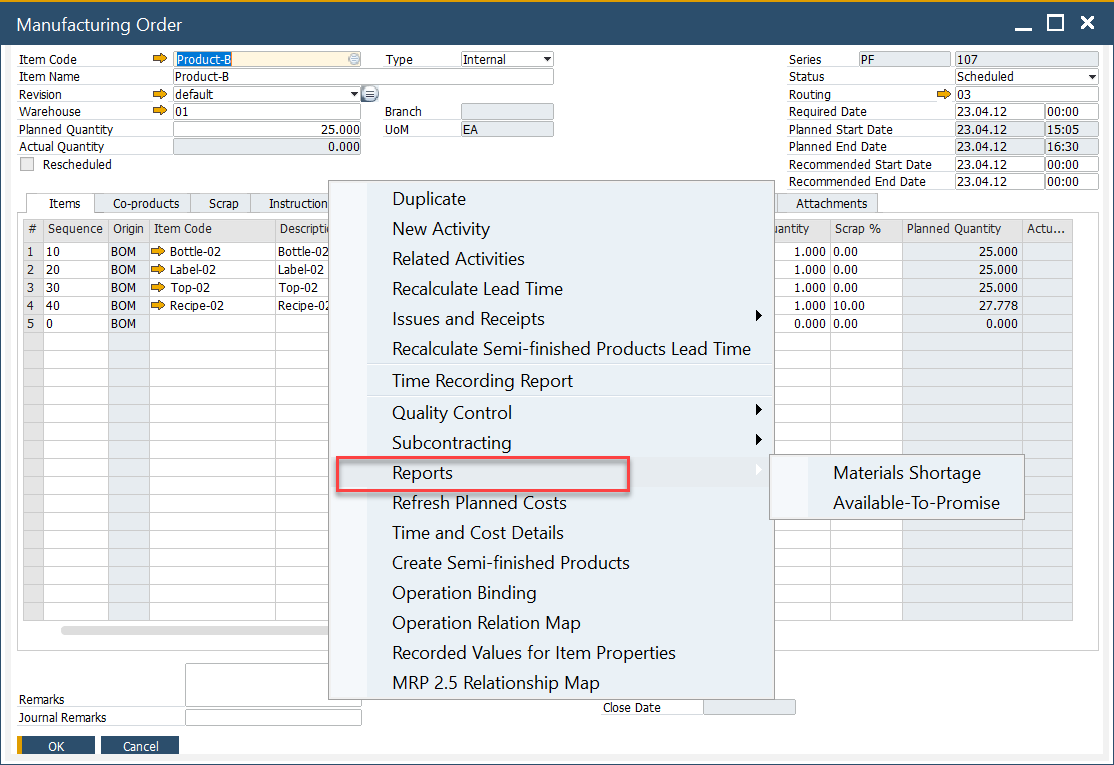 Manufacturing Order
Item Code Product-B Type Internal Series PF 107
Item Name Product-B Status Scheduled
Revision default Routing 03
Warehouse 01 Branch Required Date 23.04.12 00:00
Planned Quantity 25.000 UoM EA Planned Start Date 23.04.12 15:05
Actual Quantity 0.000 Planned End Date 23.04.12 16:30
Rescheduled Recommended Start Date 23.04.12 00:00
Recommended End Date 23.04.12 00:00
Items Co-products Scrap Instruction Attachments
# Sequence Origin Item Code Descripti uantity Scrap % Planned Quantity Actu...
1 10 BOM Bottle-02 Bottle-02 1.000 0.00 25.000
2 20 BOM Label-02 Label-02 1.000 0.00 25.000
3 30 BOM Top-02 Top-02 1.000 0.00 25.000
4 40 BOM Recipe-02 Recipe-02 1.000 10.00 27.778
5 0 BOM 0.000 0.00 0.000
Duplicate
New Activity
Related Activities
Recalculate Lead Time
Issues and Receipts
Recalculate Semi-finished Products Lead Time
Time Recording Report
Quality Control
Subcontracting
Reports
Materials Shortage
Available-To-Promise
Refresh Planned Costs
Time and Cost Details
Create Semi-finished Products
Operation Binding
Operation Relation Map
Recorded Values for Item Properties
MRP 2.5 Relationship Map
Remarks
Close Date
Journal Remarks
OK Cancel